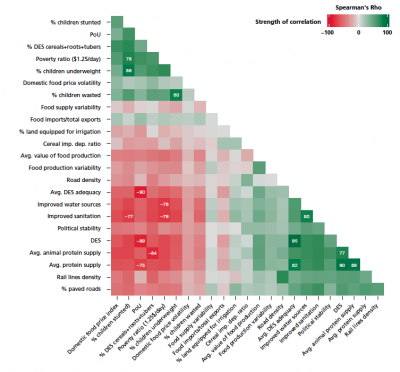 Spearman's Rho
Strength of correlation
-100 0 100
% children stunted
PoU
% DES cereals+roots+tubers
Poverty ratio ($1.25/day)
78
% children underweight
88
Domestic food price volatility
% children wasted
80
Food supply variability
Food imports/total exports
% land equipped for irrigation
Cereal imp. dep. ratio
Avg. value of food production
Food production variability
Road density
Avg. DES adequacy
-90
Improved water sources
-78
Improved sanitation
-77 -79 80
Political stability
DES
-89 95
Avg. animal protein supply
-84 77
Avg. protein supply
-75 82 90 89
Rail lines density
% paved roads
Domestic food price index
% children stunted
PoU
% DES cereals+roots+tubers
Poverty ratio (1.25/day)
% children underweight
Domestic food price volatility
% children wasted
Food supply variability
Food imports/total exports
% land equipped for irrigation
Cereal imp. dep. ratio
Avg. value of food production
Food production variability
Road density
Avg. DES adequacy
Improved water sources
Improved sanitation
Political stability
DES
Avg. animal protein supply
Avg. protein supply
Rail lines density